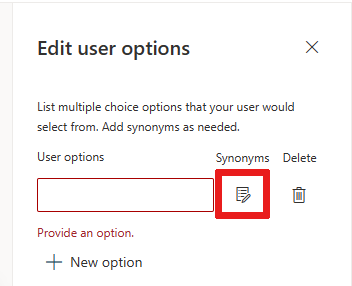 Edit user options
List multiple choice options that your user would
select from. Add synonyms as needed.
User options Synonyms Delete
Provide an option.
New option